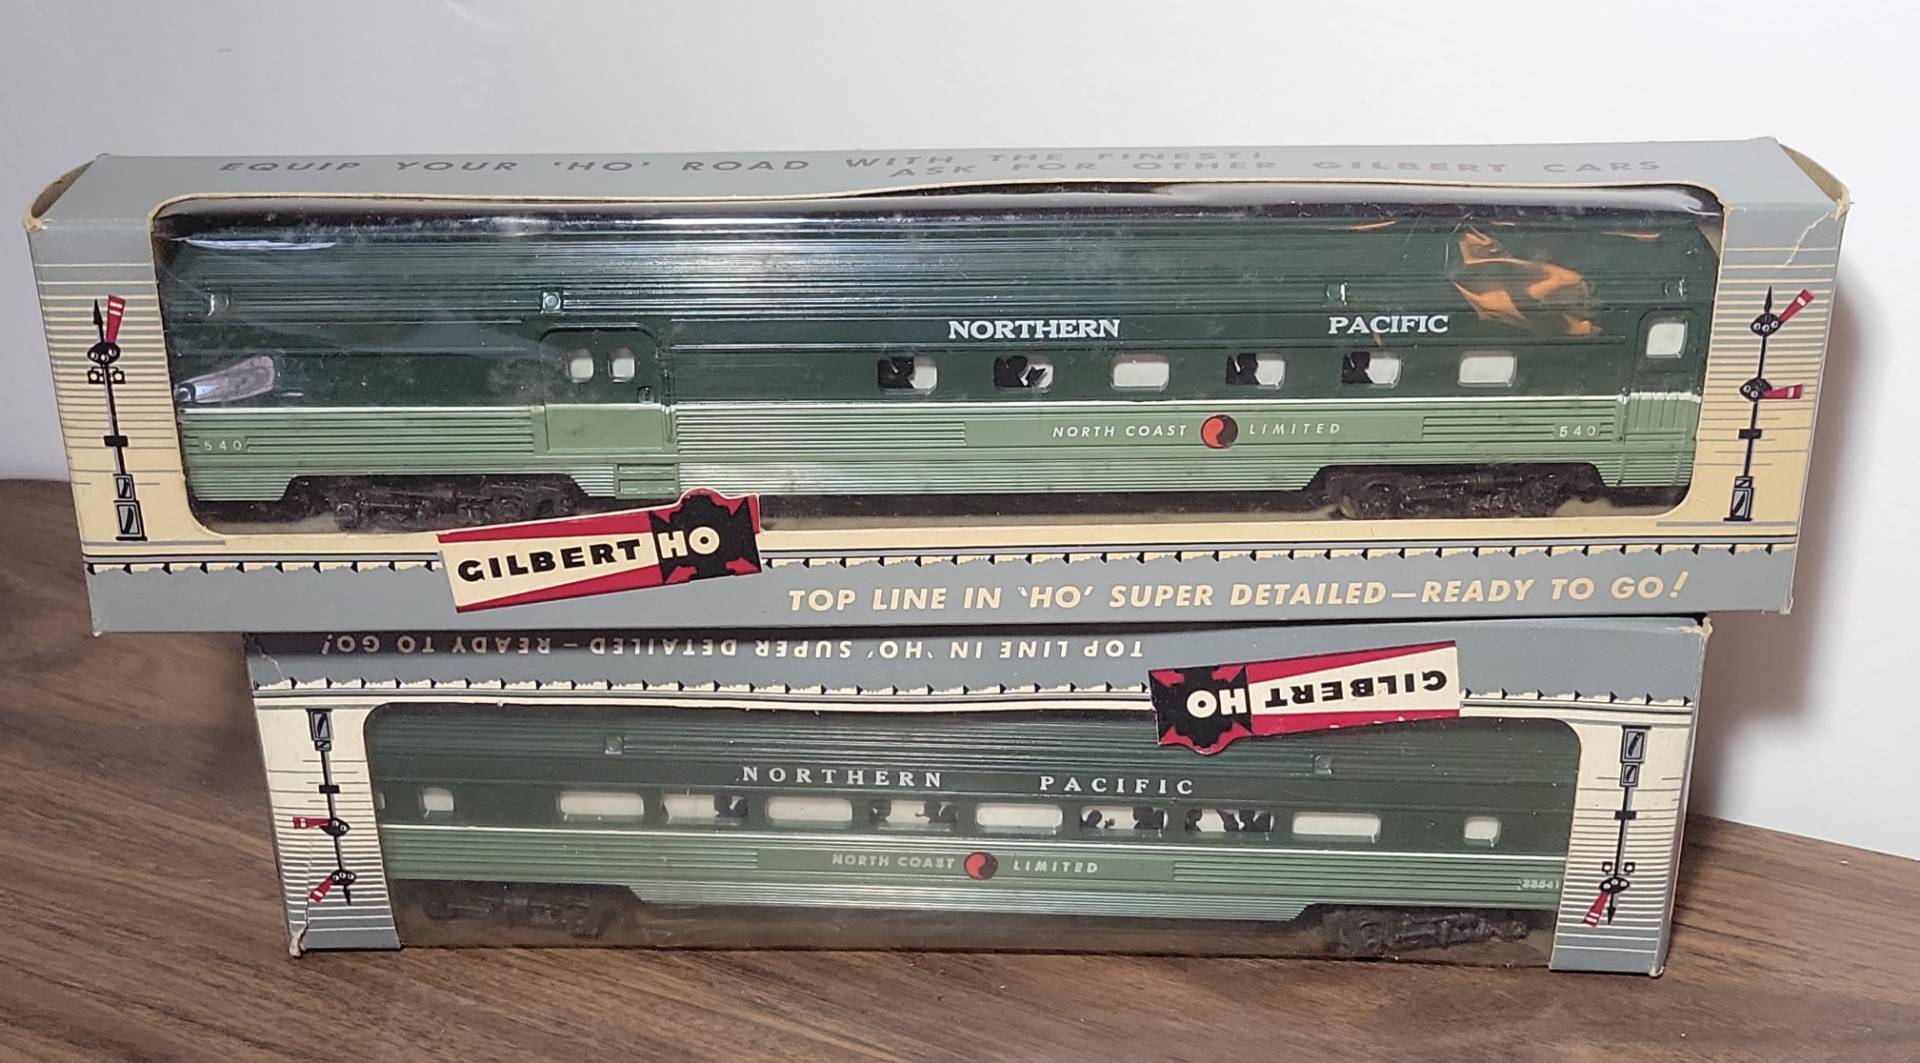 EQUIP YOUR 'HO' ROAD WITH THE FINEST!
ASK FOR OTHER GILBERT CARS
NORTHERN PACIFIC
NORTH COAST LIMITED
540
540
GILBERT HO
TOP LINE IN 'HO' SUPER DETAILED—READY TO GO!
TOP LINE IN 'HO' SUPER DETAILED—READY TO GO!
GILBERT HO
NORTHERN PACIFIC
NORTH COAST LIMITED